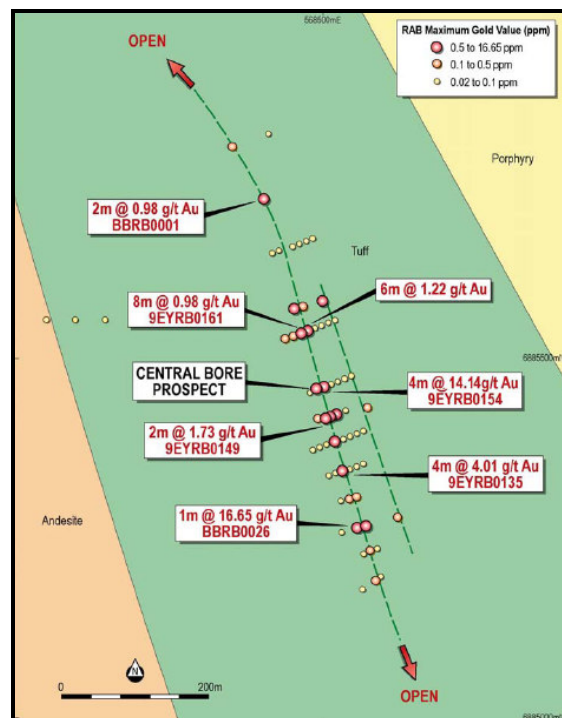 568500mE
OPEN
RAB Maximum Gold Value (ppm)
0.5 to 16.65 ppm
0.1 to 0.5 ppm
0.02 to 0.1 ppm
Porphyry
2m @ 0.98 g/t Au
BBRB0001
Tuff
6m @ 1.22 g/t Au
8m @ 0.98 g/t Au
9EYRB0161
6885500mN
CENTRAL BORE
PROSPECT
4m @ 14.14g/t Au
9EYRB0154
2m @ 1.73 g/t Au
9EYRB0149
4m @ 4.01 g/t Au
9EYRB0135
1m @ 16.65 g/t Au
BBRB0026
Andesite
N
0
200m
OPEN
6885000mN